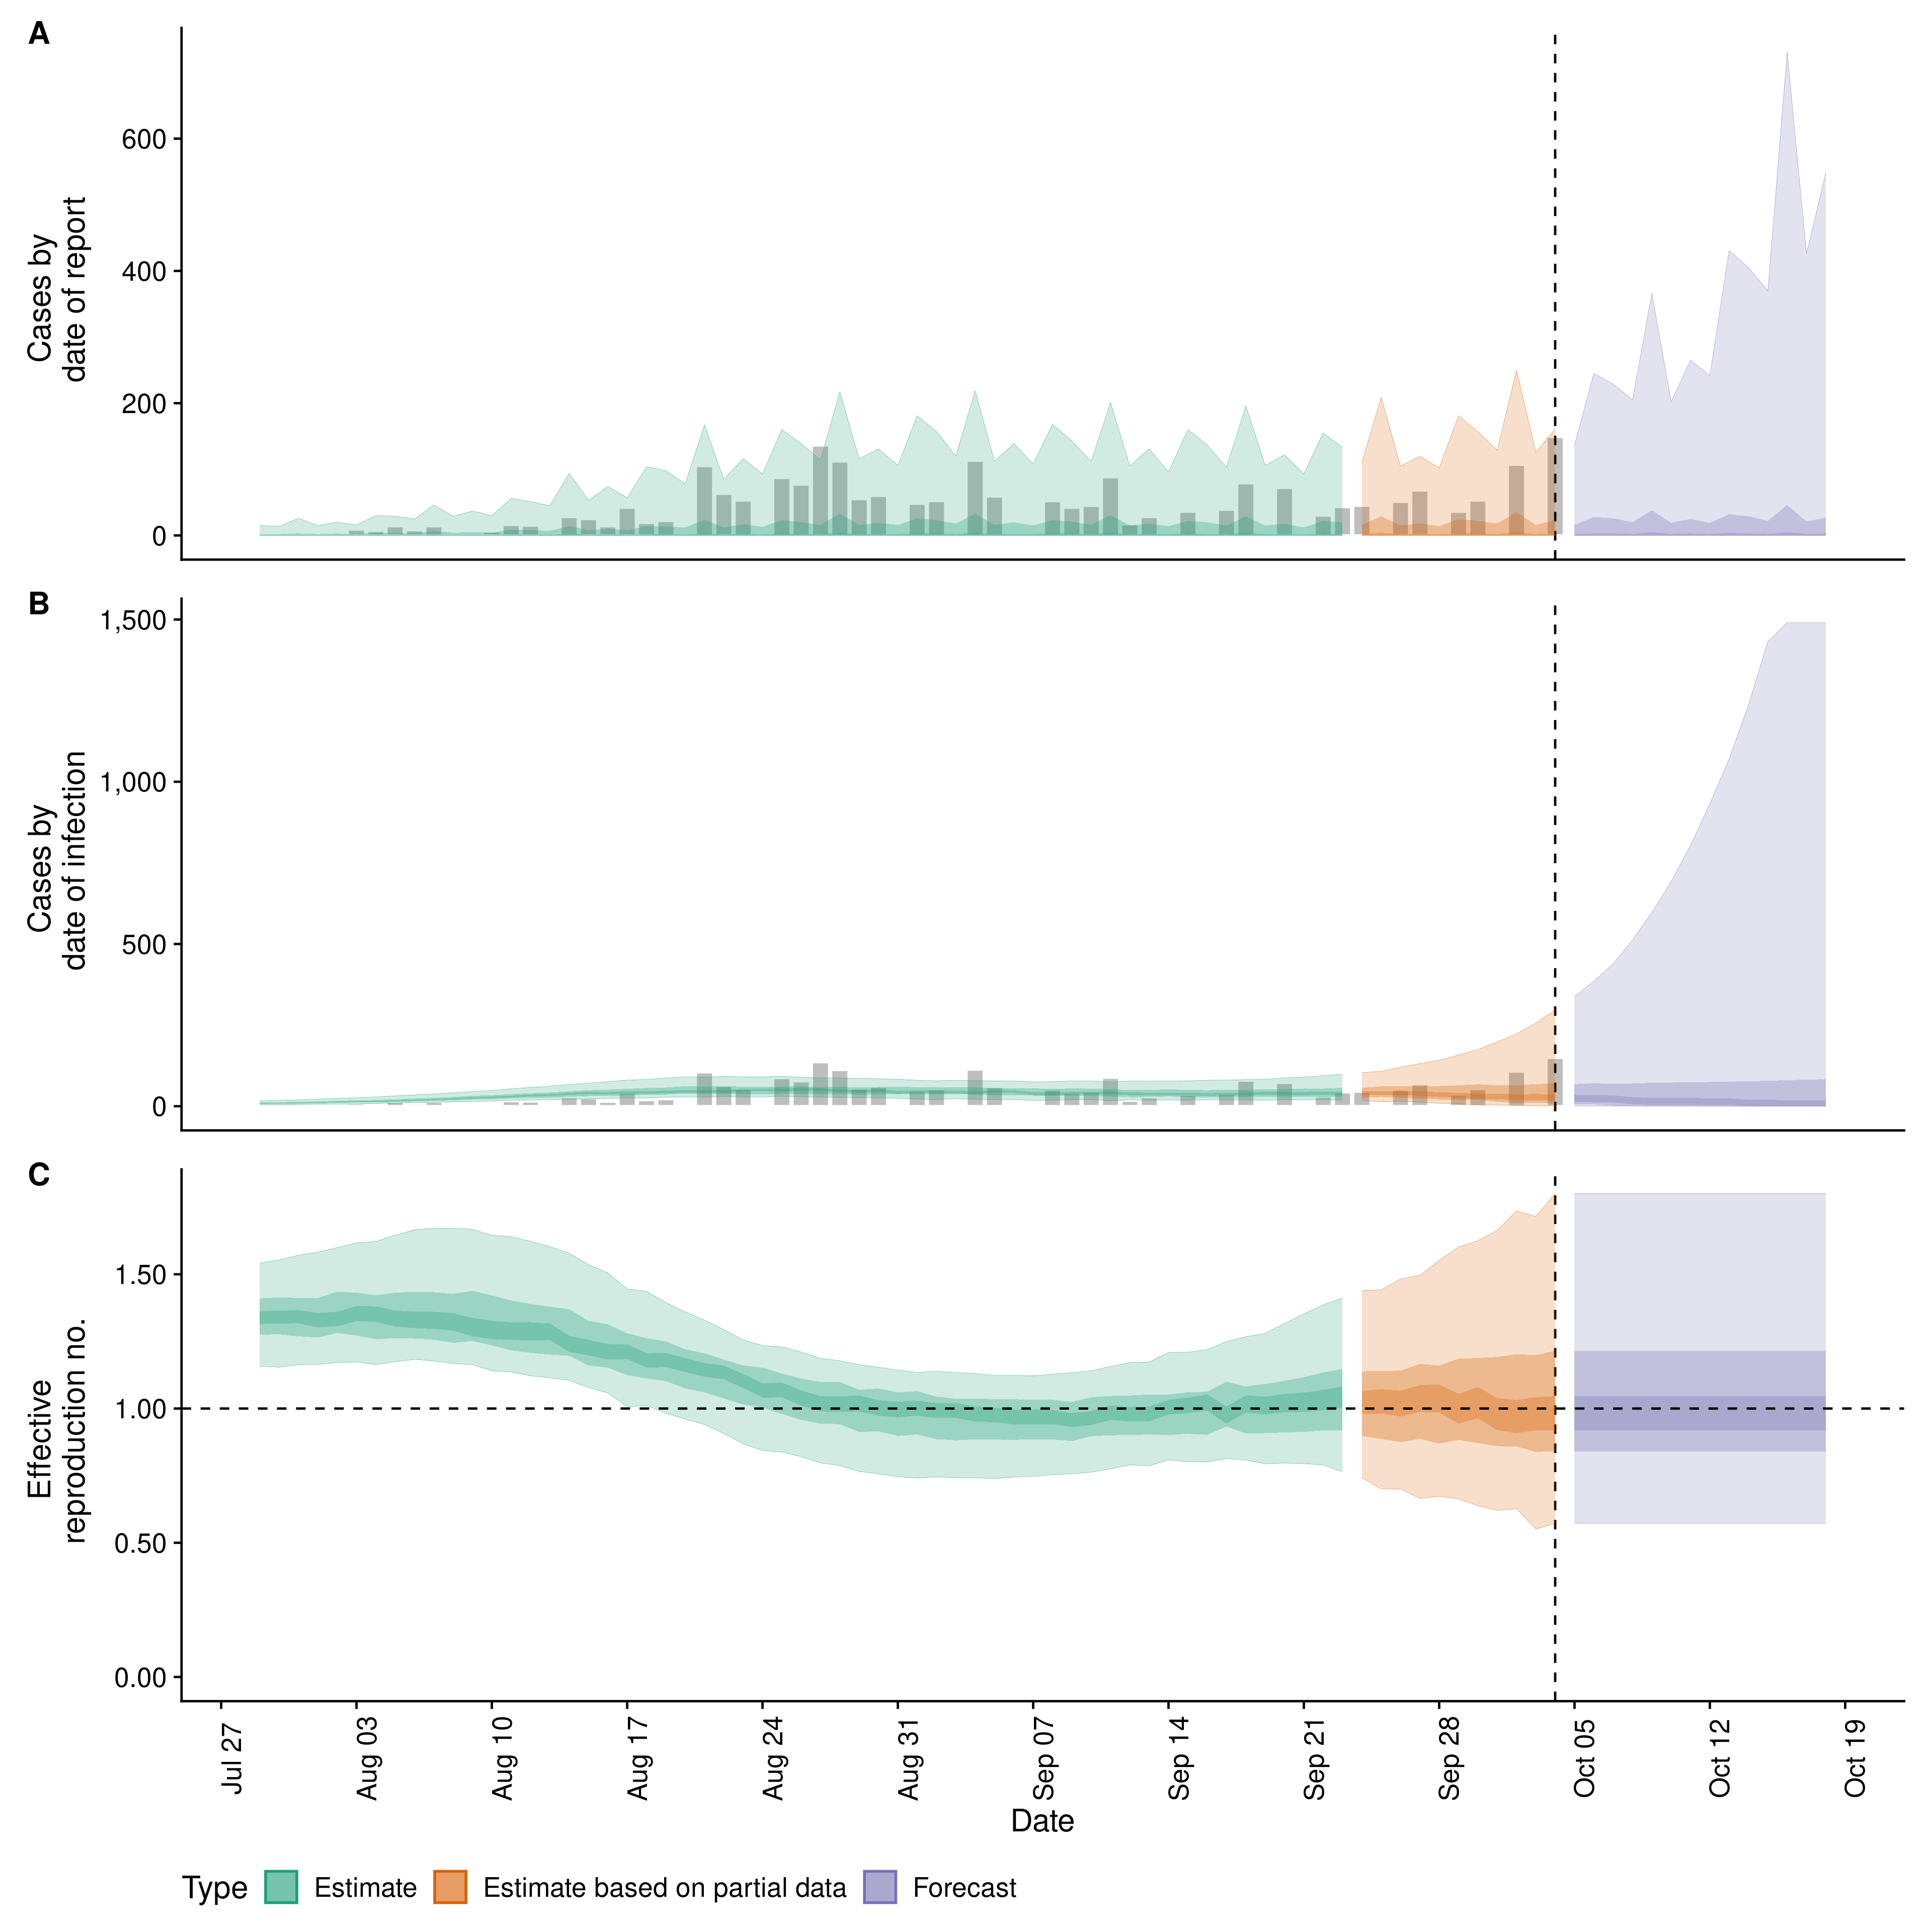 A
Cases by
date of report
600
400
200
0
B
Cases by
date of infection
1,500
1,000
500
0
C
Effective
reproduction no.
1.50
1.00
0.50
0.00
Jul 27
Aug 03
Aug 10
Aug 17
Aug 24
Aug 31
Sep 07
Sep 14
Sep 21
Sep 28
Oct 05
Oct 12
Oct 19
Date
Type Estimate Estimate based on partial data Forecast